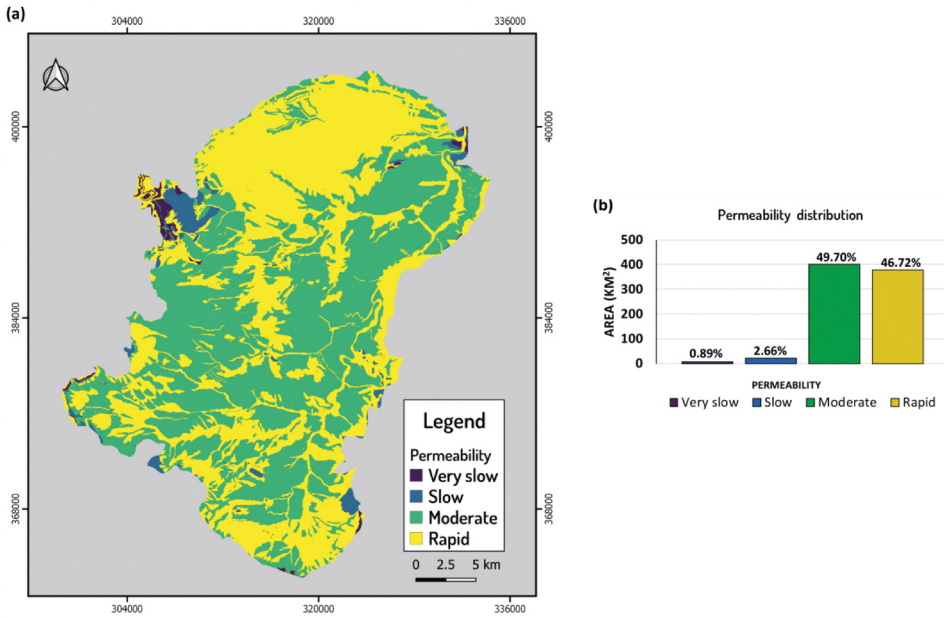 (a)
304000
320000
336000
400000
400000
384000
384000
368000
368000
Legend
Permeability
Very slow
Slow
Moderate
Rapid
0 2.5 5 km
304000
320000
336000
(b)
Permeability distribution
AREA (KM²)
500
400
300
200
100
0
0.89%
2.66%
49.70%
46.72%
PERMEABILITY
Very slow Slow Moderate Rapid